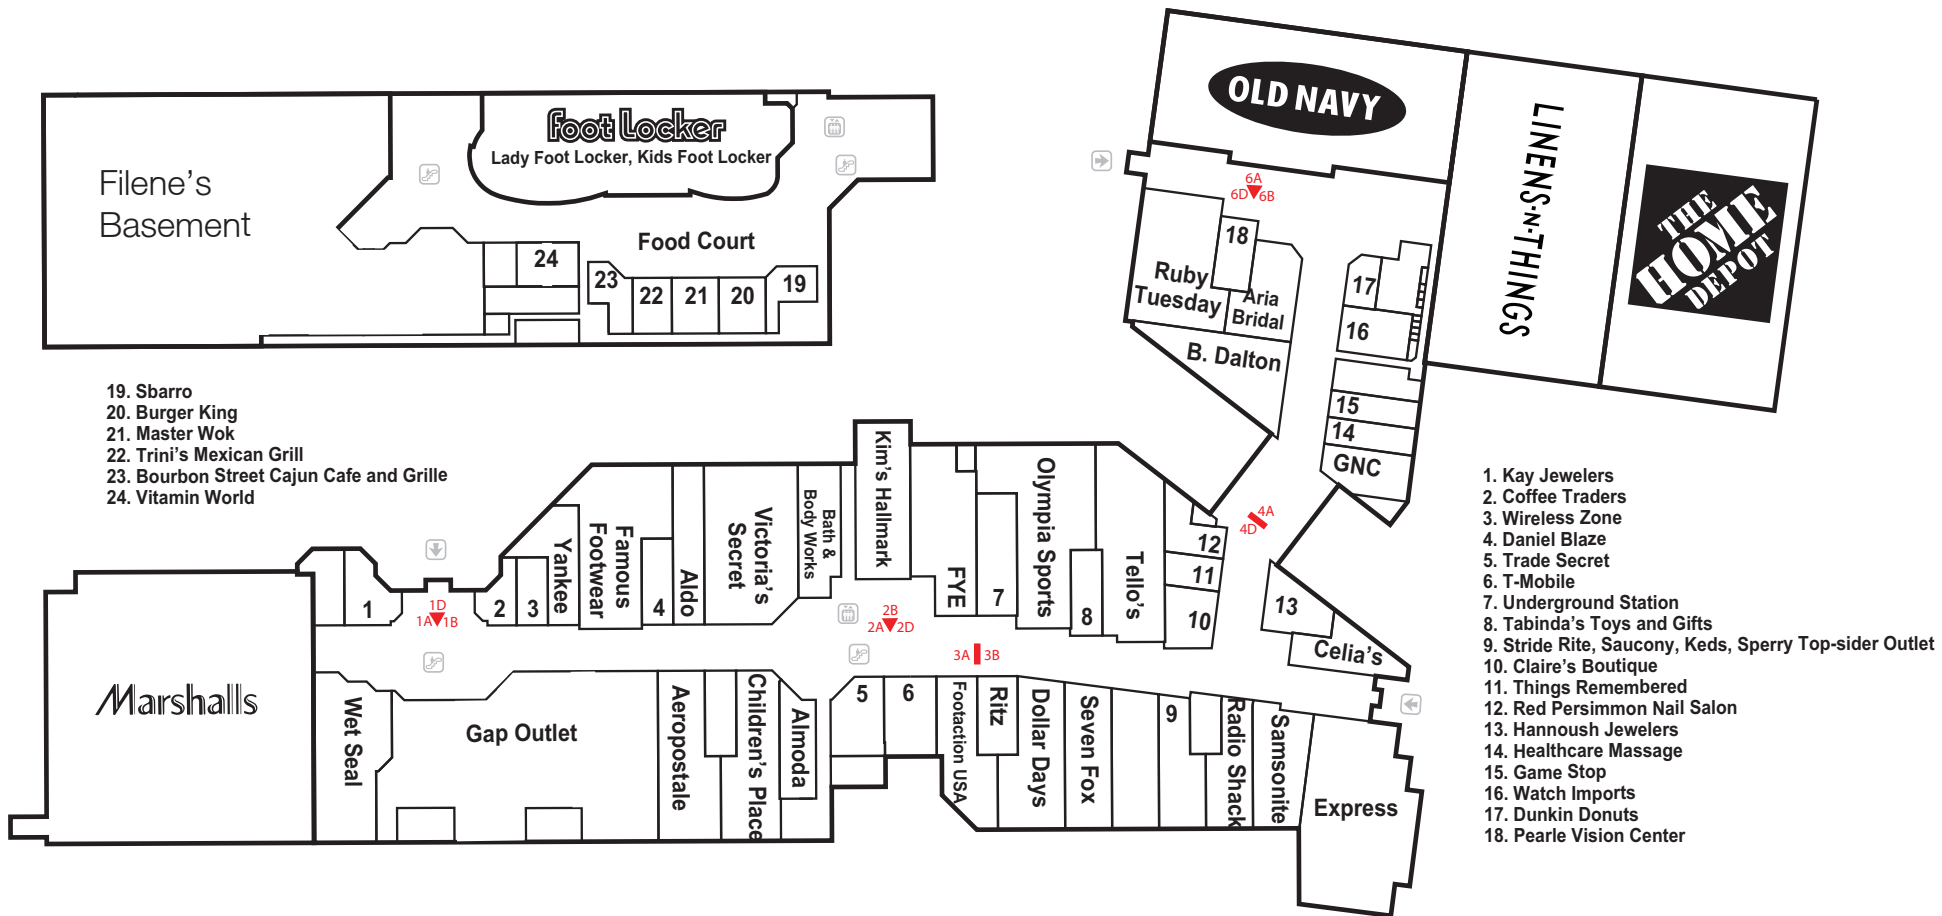 OLD NAVY
LINENS-N-THINGS
THE
HOME
DEPOT
Foot Locker
Lady Foot Locker, Kids Foot Locker
Filene's
Basement
Food Court
24
23
22
21
20
19
6A
6D
6B
18
Ruby
Tuesday
Aria
Bridal
B. Dalton
17
16
15
14
GNC
19. Sbarro
20. Burger King
21. Master Wok
22. Trini's Mexican Grill
23. Bourbon Street Cajun Cafe and Grille
24. Vitamin World
Marshalls
1
1D
1A
1B
2
3
Yankee
Famous
Footwear
4
Aldo
Victoria's
Secret
Bath &
Body Works
Kim's Hallmark
FYE
7
Olympia Sports
8
Tello's
12
11
10
4A
4D
13
Celia's
2B
2A
2D
3A
3B
Wet Seal
Gap Outlet
Aeropostale
Children's Place
Almoda
5
6
Footaction USA
Ritz
Dollar Days
Seven Fox
9
Radio Shack
Samsonite
Express
1. Kay Jewelers
2. Coffee Traders
3. Wireless Zone
4. Daniel Blaze
5. Trade Secret
6. T-Mobile
7. Underground Station
8. Tabinda's Toys and Gifts
9. Stride Rite, Saucony, Keds, Sperry Top-sider Outlet
10. Claire's Boutique
11. Things Remembered
12. Red Persimmon Nail Salon
13. Hannoush Jewelers
14. Healthcare Massage
15. Game Stop
16. Watch Imports
17. Dunkin Donuts
18. Pearle Vision Center